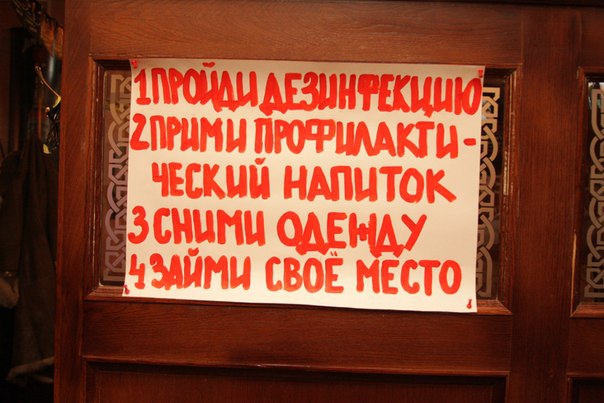 1 ПРОЙДИ ДЕЗИНФЕКЦИЮ
2 ПРИМИ ПРОФИЛАКТИ-
ЧЕСКИЙ НАПИТОК
3 СНИМИ ОДЕЖДУ
4 ЗАЙМИ СВОЁ МЕСТО